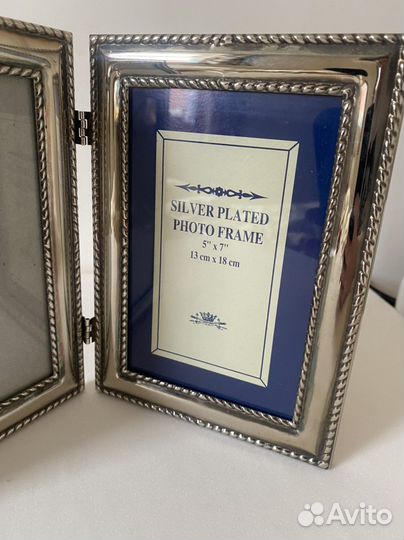 SILVER PLATED
PHOTO FRAME
5" x 7"
13 cm x 18 cm
Avito